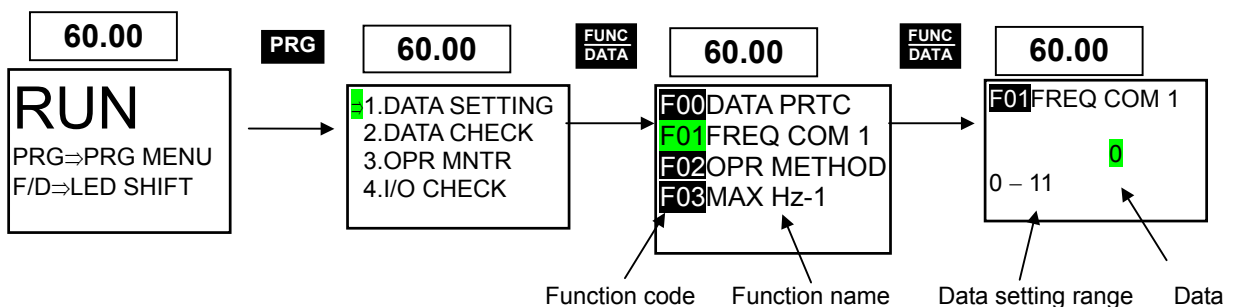 60.00
RUN
PRG⇒PRG MENU
F/D⇒LED SHIFT
PRG
60.00
⇒1.DATA SETTING
2.DATA CHECK
3.OPR MNTR
4.I/O CHECK
FUNC
DATA
60.00
F00DATA PRTC
F01FREQ COM 1
F02OPR METHOD
F03MAX Hz-1
Function code
Function name
FUNC
DATA
60.00
F01FREQ COM 1
0
0 – 11
Data setting range
Data